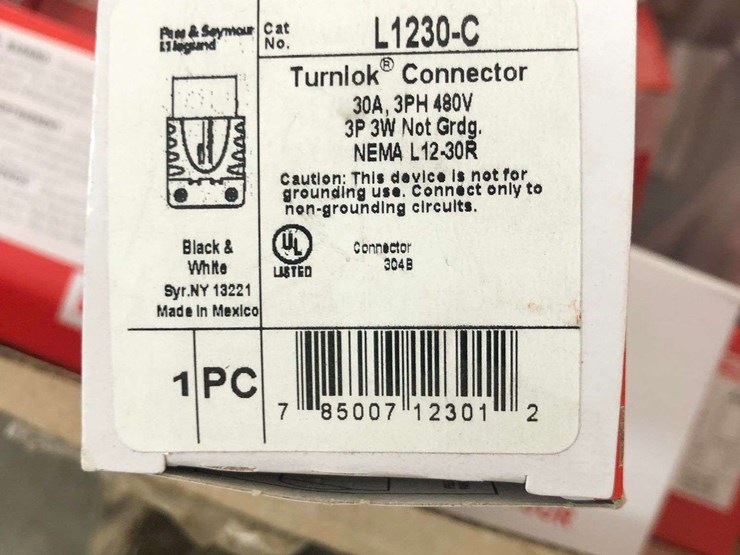 Pass & Seymour
legrand
Cat
No.
L1230-C
Turnlok® Connector
30A, 3PH 480V
3P 3W Not Grdg.
NEMA L12-30R
Caution: This device is not for
grounding use. Connect only to
non-grounding circuits.
UL
LISTED
Connector
304B
Black &
White
Syr.NY 13221
Made in Mexico
1 PC
7 85007 12301 2